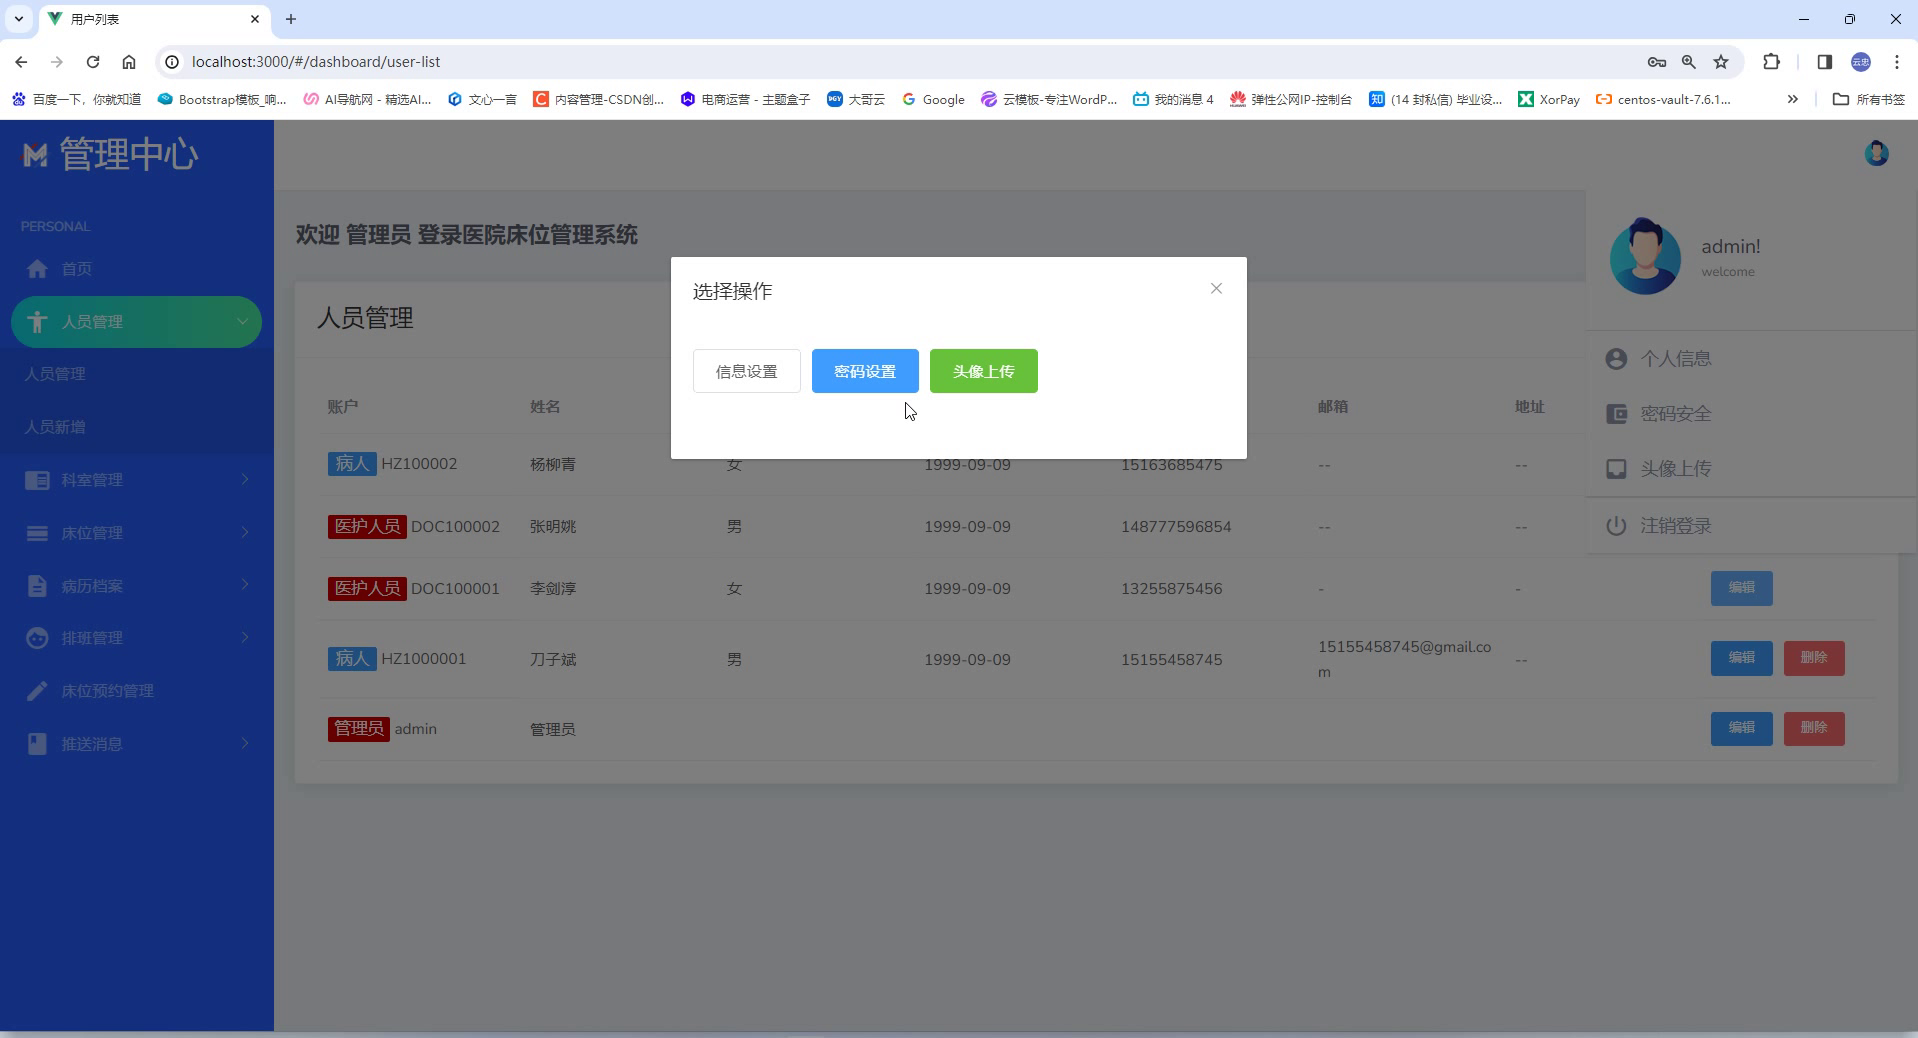 用户列表
localhost:3000/#/dashboard/user-list
百度一下，你就知道 Bootstrap模板_响... AI导航网 - 精选AI... 文心一言 内容管理-CSDN创... 电商运营 - 主题盒子 大哥云 Google 云模板-专注WordP... 我的消息 4 弹性公网IP-控制台 (14 封私信) 毕业设... XorPay centos-vault-7.6.1... 所有书签
管理中心
PERSONAL
首页
人员管理
人员管理
人员新增
科室管理
床位管理
病历档案
排班管理
床位预约管理
推送消息
欢迎 管理员 登录医院床位管理系统
人员管理
选择操作
信息设置 密码设置 头像上传
admin!
welcome
个人信息
密码安全
头像上传
注销登录
账户 姓名 邮箱 地址
病人 HZ100002 杨柳青 女 1999-09-09 15163685475 -- --
医护人员 DOC100002 张明姚 男 1999-09-09 148777596854 -- --
医护人员 DOC100001 李剑淳 女 1999-09-09 13255875456 - - 编辑
病人 HZ1000001 刀子斌 男 1999-09-09 15155458745 15155458745@gmail.co
m -- 编辑 删除
管理员 admin 管理员 编辑 删除